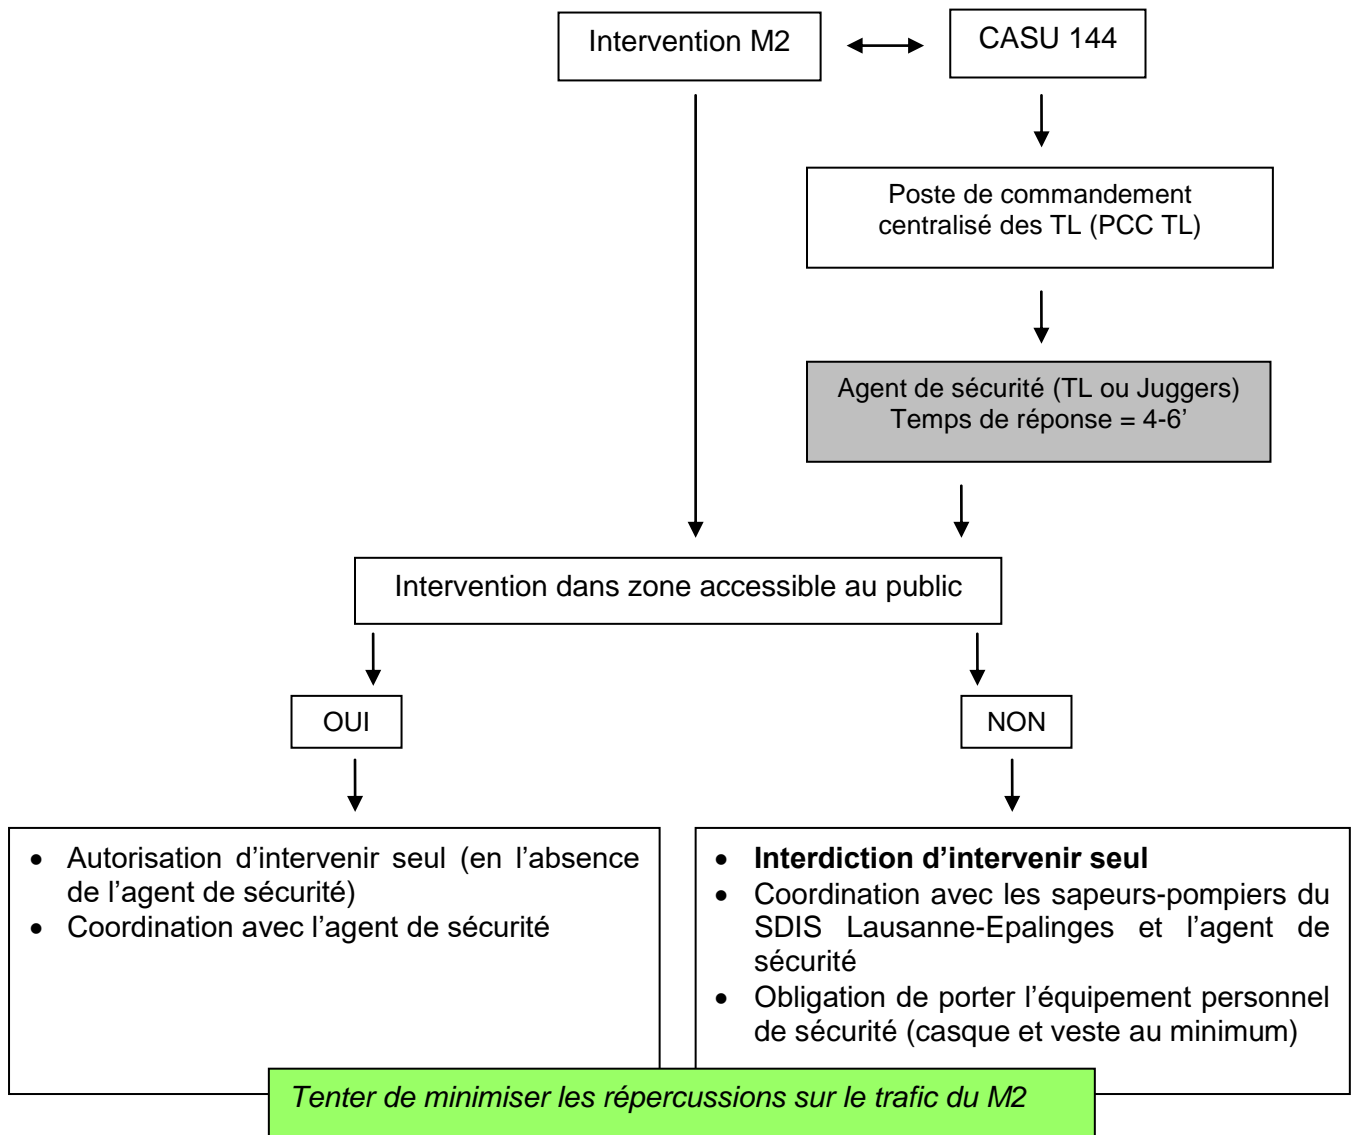 Intervention M2
CASU 144
Poste de commandement
centralisé des TL (PCC TL)
Agent de sécurité (TL ou Juggers)
Temps de réponse = 4-6’
Intervention dans zone accessible au public
OUI
NON
• Autorisation d’intervenir seul (en l’absence
de l’agent de sécurité)
• Coordination avec l’agent de sécurité
• Interdiction d’intervenir seul
• Coordination avec les sapeurs-pompiers du
SDIS Lausanne-Epalinges et l’agent de
sécurité
• Obligation de porter l’équipement personnel
de sécurité (casque et veste au minimum)
Tenter de minimiser les répercussions sur le trafic du M2